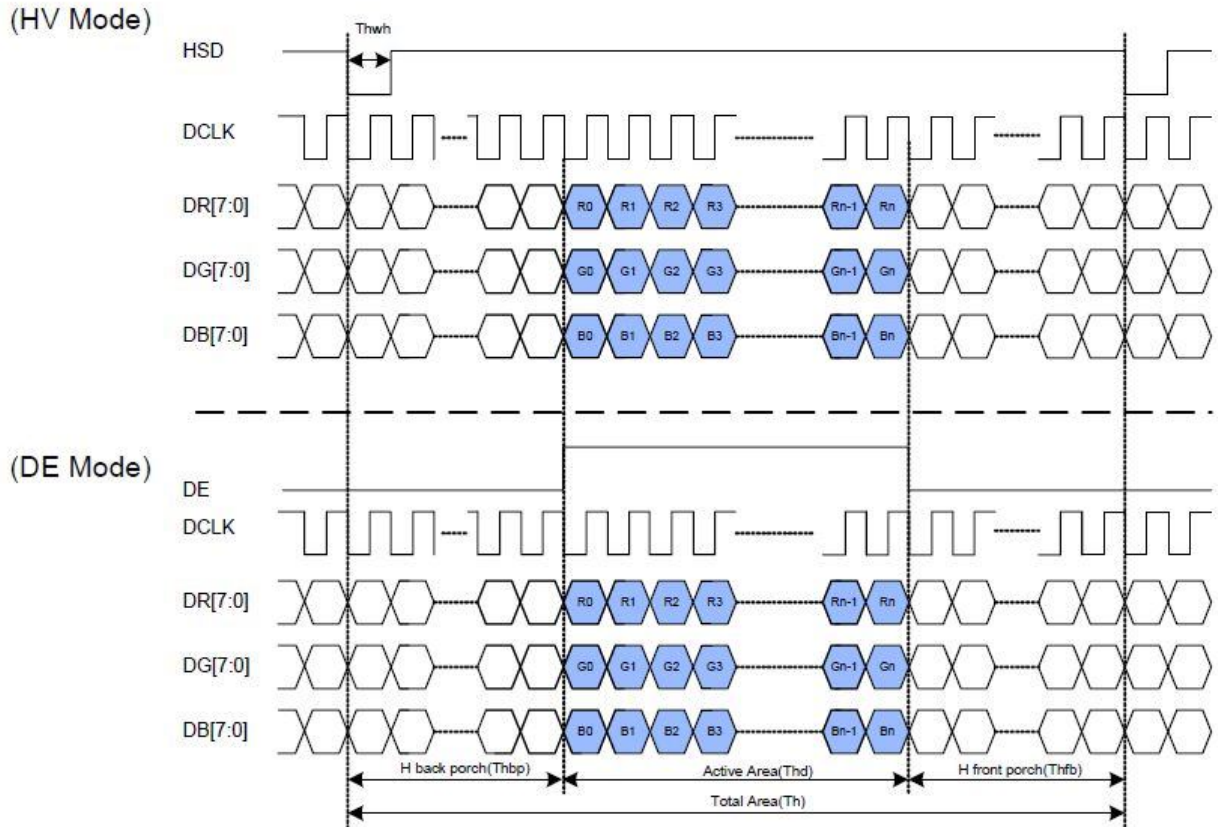 (HV Mode)
Thwh
HSD
DCLK
DR[7:0] R0 R1 R2 R3 Rn-1 Rn
DG[7:0] G0 G1 G2 G3 Gn-1 Gn
DB[7:0] B0 B1 B2 B3 Bn-1 Bn
(DE Mode)
DE
DCLK
DR[7:0] R0 R1 R2 R3 Rn-1 Rn
DG[7:0] G0 G1 G2 G3 Gn-1 Gn
DB[7:0] B0 B1 B2 B3 Bn-1 Bn
H back porch(Thbp) Active Area(Thd) H front porch(Thfb)
Total Area(Th)